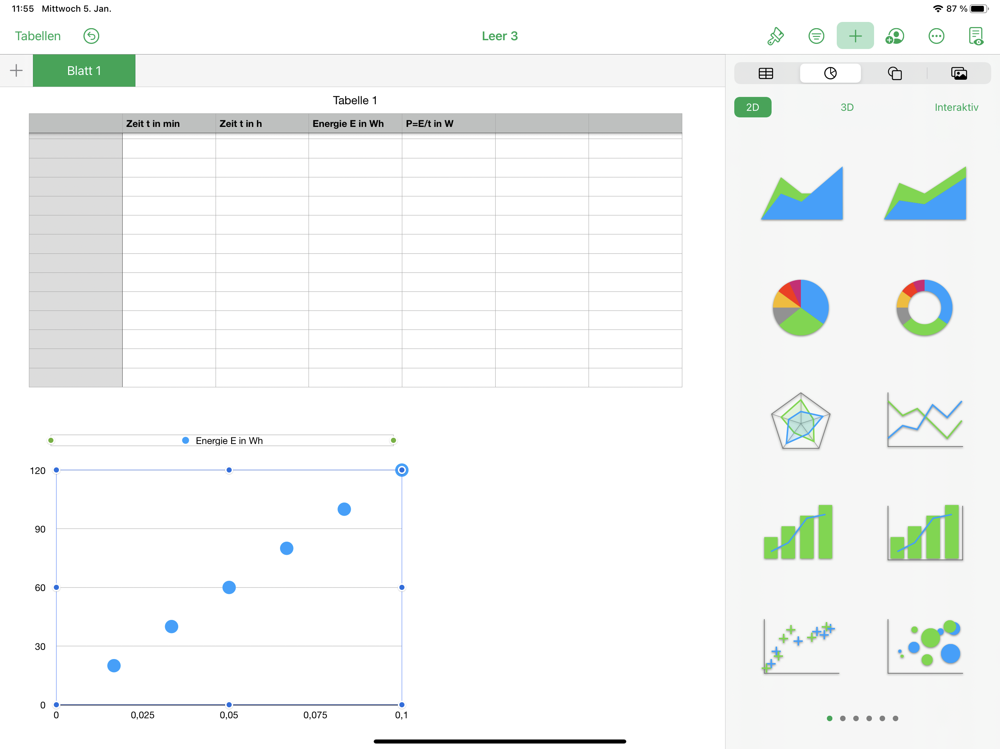 11:55 Mittwoch 5. Jan. 87 %
Tabellen Leer 3
Blatt 1
2D 3D Interaktiv
Tabelle 1
Zeit t in min Zeit t in h Energie E in Wh P=E/t in W
Energie E in Wh
120
90
60
30
0
0 0,025 0,05 0,075 0,1